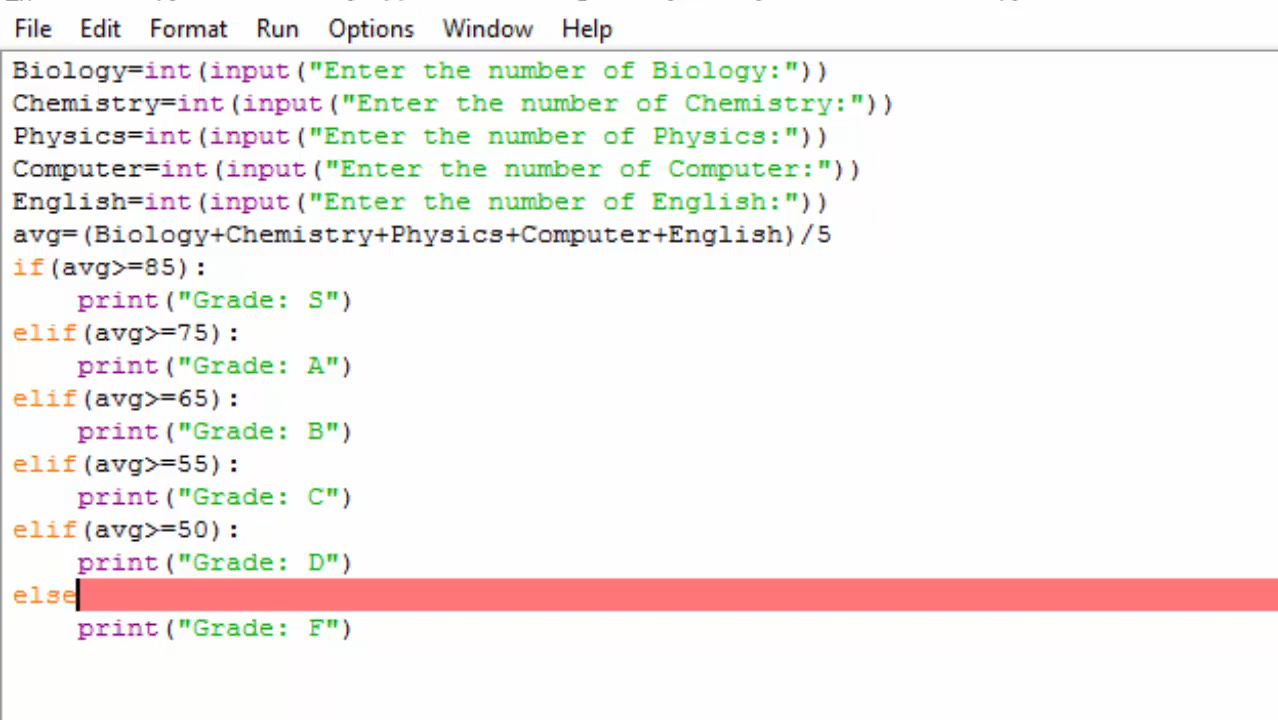 File Edit Format Run Options Window Help
Biology=int(input("Enter the number of Biology:"))
Chemistry=int(input("Enter the number of Chemistry:"))
Physics=int(input("Enter the number of Physics:"))
Computer=int(input("Enter the number of Computer:"))
English=int(input("Enter the number of English:"))
avg=(Biology+Chemistry+Physics+Computer+English)/5
if(avg>=85):
    print("Grade: S")
elif(avg>=75):
    print("Grade: A")
elif(avg>=65):
    print("Grade: B")
elif(avg>=55):
    print("Grade: C")
elif(avg>=50):
    print("Grade: D")
else
    print("Grade: F")